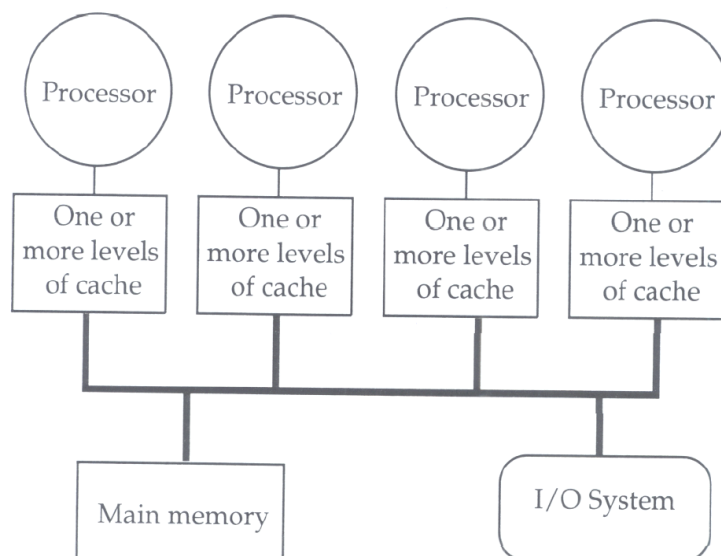 Processor
Processor
Processor
Processor
One or
more levels
of cache
One or
more levels
of cache
One or
more levels
of cache
One or
more levels
of cache
Main memory
I/O System